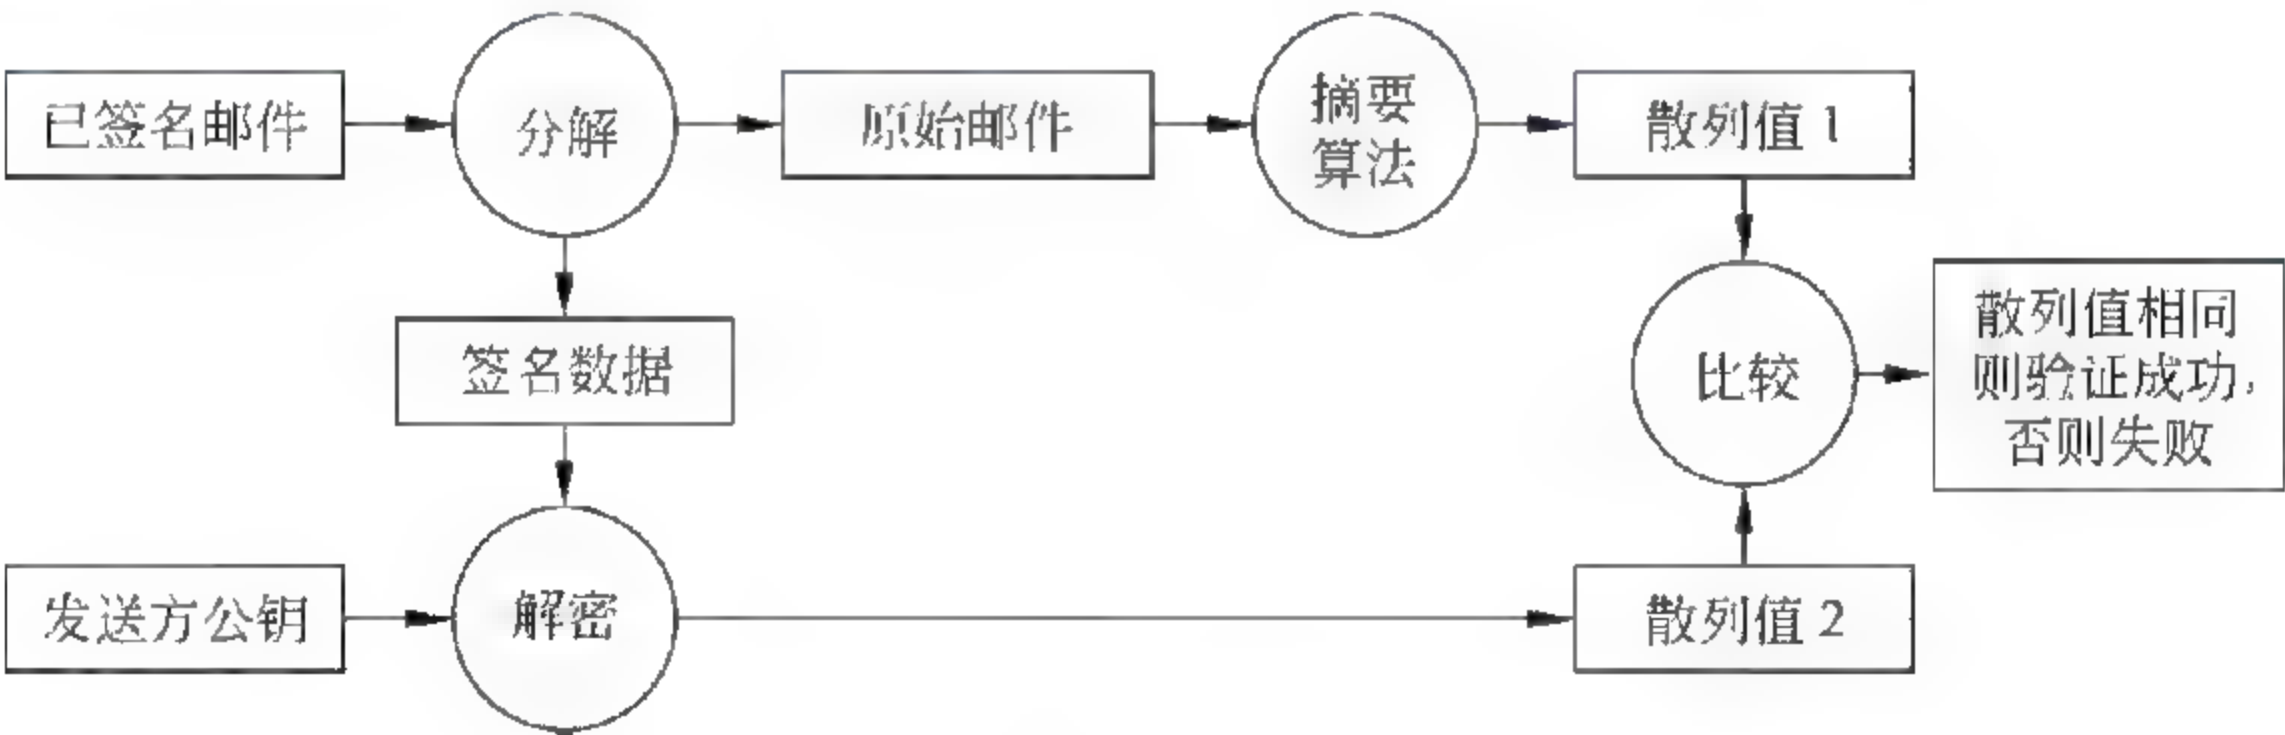 已签名邮件
分解
原始邮件
摘要
算法
散列值 1
签名数据
比较
散列值相同
则验证成功，
否则失败
发送方公钥
解密
散列值 2